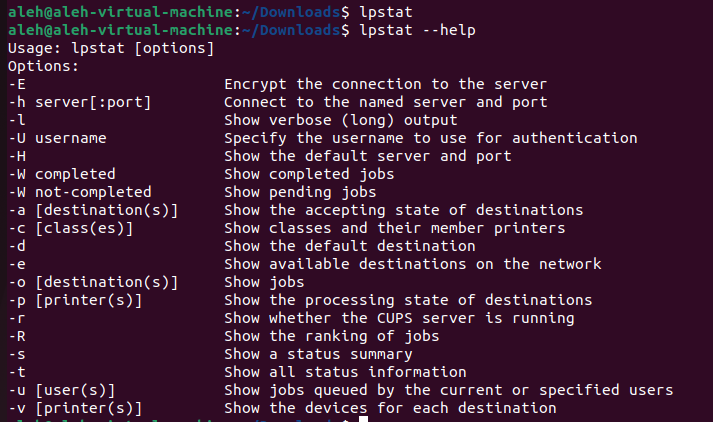 aleh@aleh-virtual-machine:~/Downloads$ lpstat
aleh@aleh-virtual-machine:~/Downloads$ lpstat --help
Usage: lpstat [options]
Options:
-E                      Encrypt the connection to the server
-h server[:port]        Connect to the named server and port
-l                      Show verbose (long) output
-U username             Specify the username to use for authentication
-H                      Show the default server and port
-W completed            Show completed jobs
-W not-completed        Show pending jobs
-a [destination(s)]     Show the accepting state of destinations
-c [class(es)]          Show classes and their member printers
-d                      Show the default destination
-e                      Show available destinations on the network
-o [destination(s)]     Show jobs
-p [printer(s)]         Show the processing state of destinations
-r                      Show whether the CUPS server is running
-R                      Show the ranking of jobs
-s                      Show a status summary
-t                      Show all status information
-u [user(s)]            Show jobs queued by the current or specified users
-v [printer(s)]         Show the devices for each destination
aleh@aleh-virtual-machine:~/Downloads$